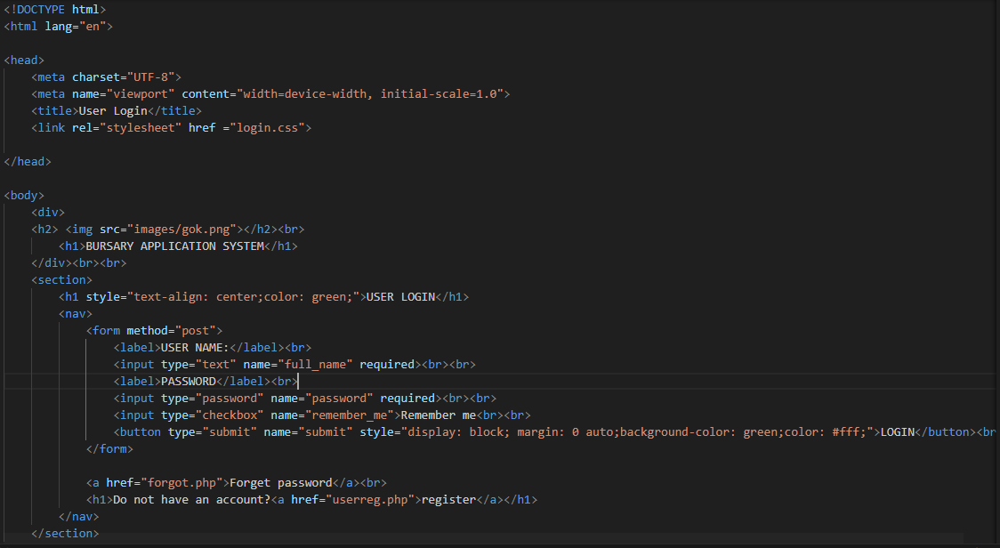 <!DOCTYPE html>
<html lang="en">
<head>
<meta charset="UTF-8">
<meta name="viewport" content="width=device-width, initial-scale=1.0">
<title>User Login</title>
<link rel="stylesheet" href ="login.css">
</head>
<body>
<div>
<h2> <img src="images/gok.png"></h2><br>
<h1>BURSARY APPLICATION SYSTEM</h1>
</div><br><br>
<section>
<h1 style="text-align: center;color: green;">USER LOGIN</h1>
<nav>
<form method="post">
<label>USER NAME:</label><br>
<input type="text" name="full_name" required><br><br>
<label>PASSWORD</label><br>
<input type="password" name="password" required><br><br>
<input type="checkbox" name="remember_me">Remember me<br><br>
<button type="submit" name="submit" style="display: block; margin: 0 auto;background-color: green;color: #fff;">LOGIN</button><br
</form>
<a href="forgot.php">Forget password</a><br>
<h1>Do not have an account?<a href="userreg.php">register</a></h1>
</nav>
</section>